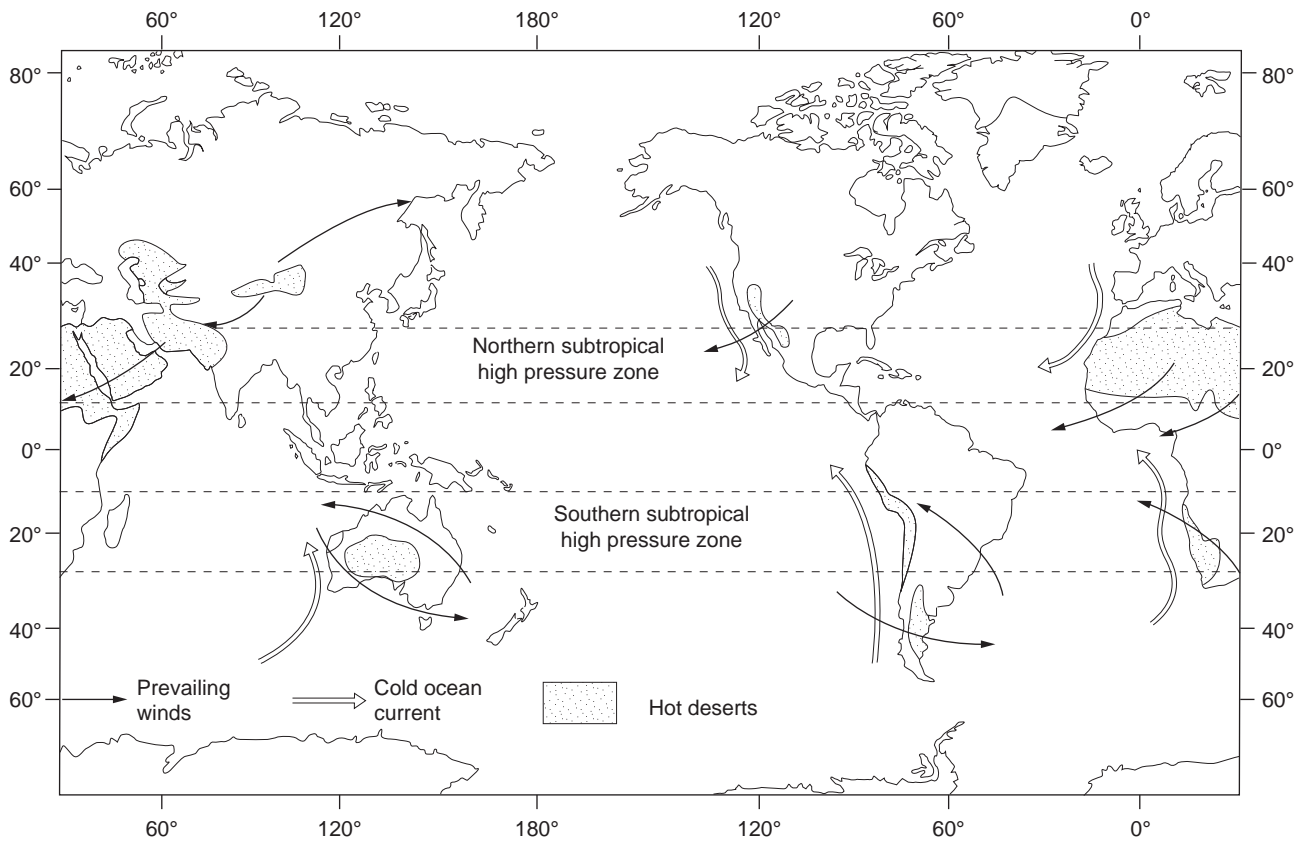 60° 120° 180° 120° 60° 0°
80° 80°
60° 60°
40° 40°
Northern subtropical
high pressure zone
20° 20°
0° 0°
Southern subtropical
high pressure zone
20° 20°
40° 40°
60° 60°
Prevailing
winds
Cold ocean
current
Hot deserts
60° 120° 180° 120° 60° 0°